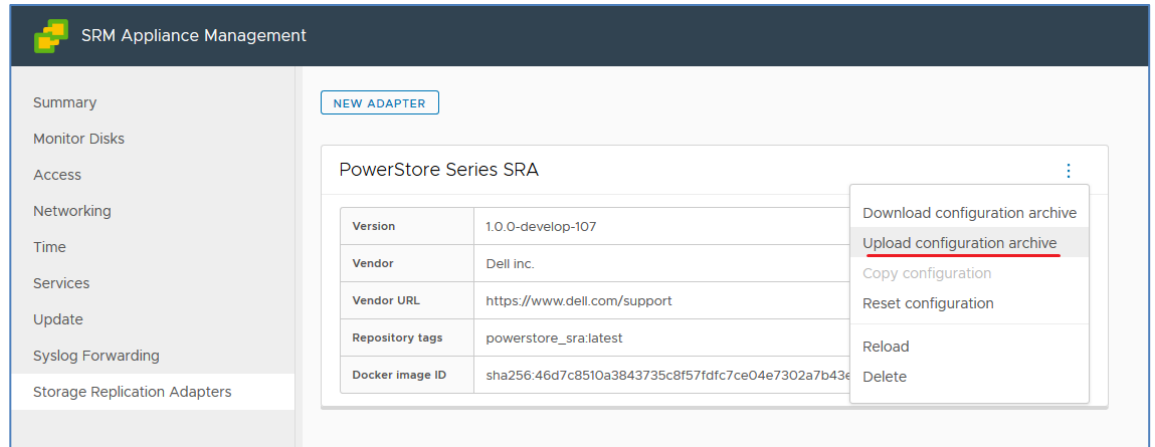 SRM Appliance Management
Summary
Monitor Disks
Access
Networking
Time
Services
Update
Syslog Forwarding
Storage Replication Adapters
NEW ADAPTER
PowerStore Series SRA
Version 1.0.0-develop-107
Vendor Dell inc.
Vendor URL https://www.dell.com/support
Repository tags powerstore_sra:latest
Docker image ID sha256:46d7c8510a3843735c8f57fdfc7ce04e7302a7b43e
Download configuration archive
Upload configuration archive
Copy configuration
Reset configuration
Reload
Delete